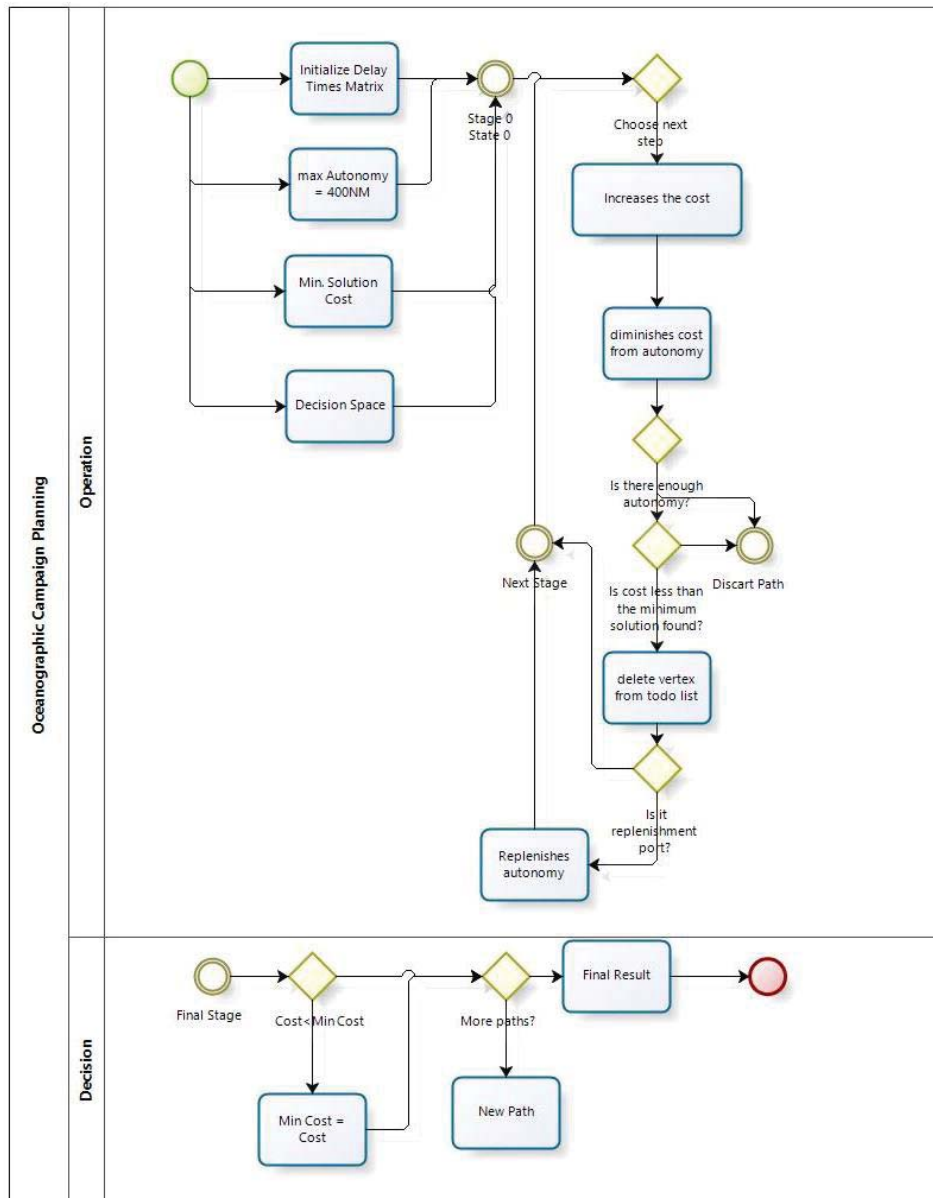 Oceanographic Campaign Planning
Operation
Initialize Delay
Times Matrix
Stage 0
State 0
Choose next
step
max Autonomy
= 400NM
Increases the cost
Min. Solution
Cost
diminishes cost
from autonomy
Decision Space
Is there enough
autonomy?
Next Stage
Discart Path
Is cost less than
the minimum
solution found?
delete vertex
from todo list
Is it
replenishment
port?
Replenishes
autonomy
Decision
Final Stage
Cost<Min Cost
More paths?
Final Result
Min Cost =
Cost
New Path